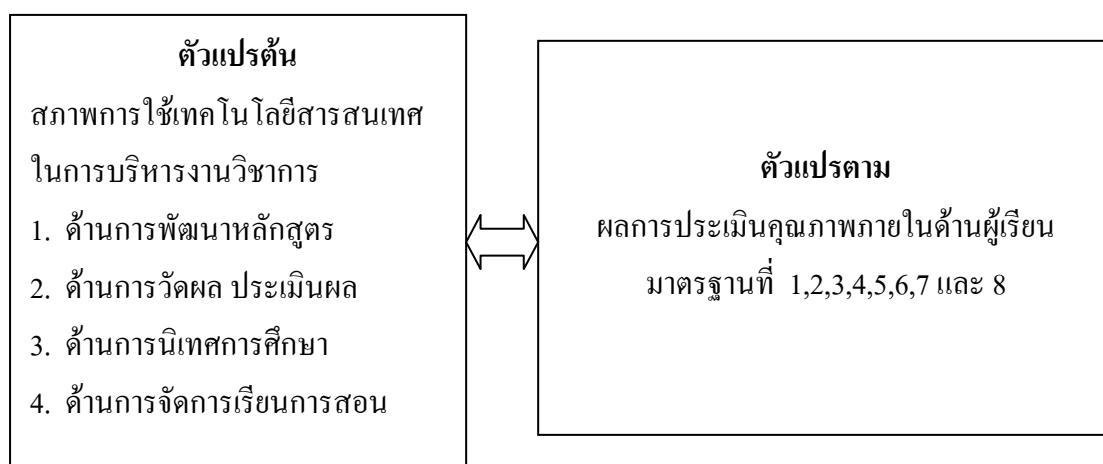 ตัวแปรต้น
สภาพการใช้เทคโนโลยีสารสนเทศ
ในการบริหารงานวิชาการ
1. ด้านการพัฒนาหลักสูตร
2. ด้านการวัดผล ประเมินผล
3. ด้านการนิเทศการศึกษา
4. ด้านการจัดการเรียนการสอน
ตัวแปรตาม
ผลการประเมินคุณภาพภายในด้านผู้เรียน
มาตรฐานที่ 1,2,3,4,5,6,7 และ 8